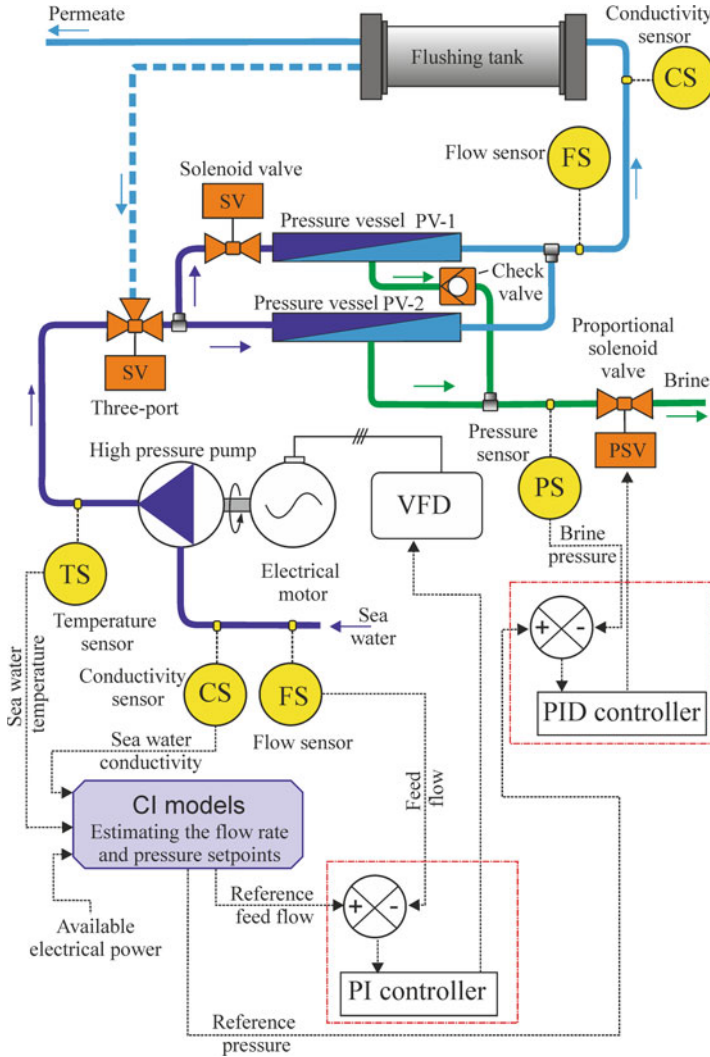 Permeate
Conductivity
sensor
Flushing tank
CS
Flow sensor
FS
Solenoid valve
SV
Pressure vessel PV-1
Check
valve
Pressure vessel PV-2
Proportional
solenoid
valve
Brine
SV
Three-port
Pressure
sensor
PSV
High pressure pump
VFD
PS
Brine
pressure
TS
Electrical
motor
Temperature
sensor
Sea
water
Sea water
temperature
Conductivity
sensor
CS
FS
Flow sensor
+ -
PID controller
Sea water
conductivity
Feed
flow
CI models
Estimating the flow rate
and pressure setpoints
Reference
feed flow
+ -
Available
electrical power
PI controller
Reference
pressure